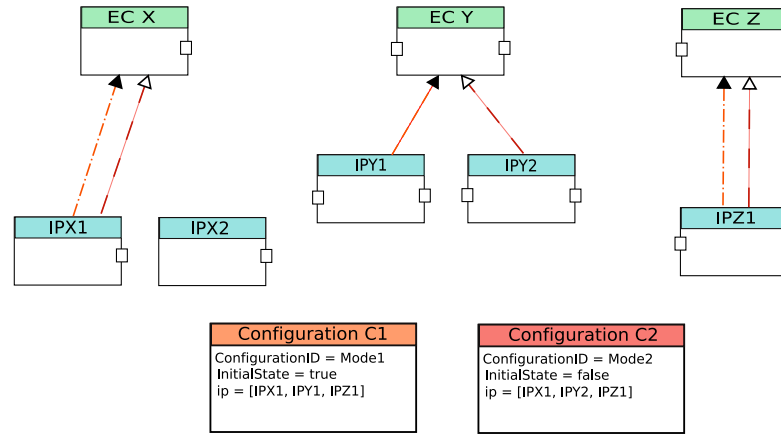 EC X
EC Y
EC Z
IPY1
IPY2
IPX1
IPX2
IPZ1
Configuration C1
ConfigurationID = Mode1
InitialState = true
ip = [IPX1, IPY1, IPZ1]
Configuration C2
ConfigurationID = Mode2
InitialState = false
ip = [IPX1, IPY2, IPZ1]